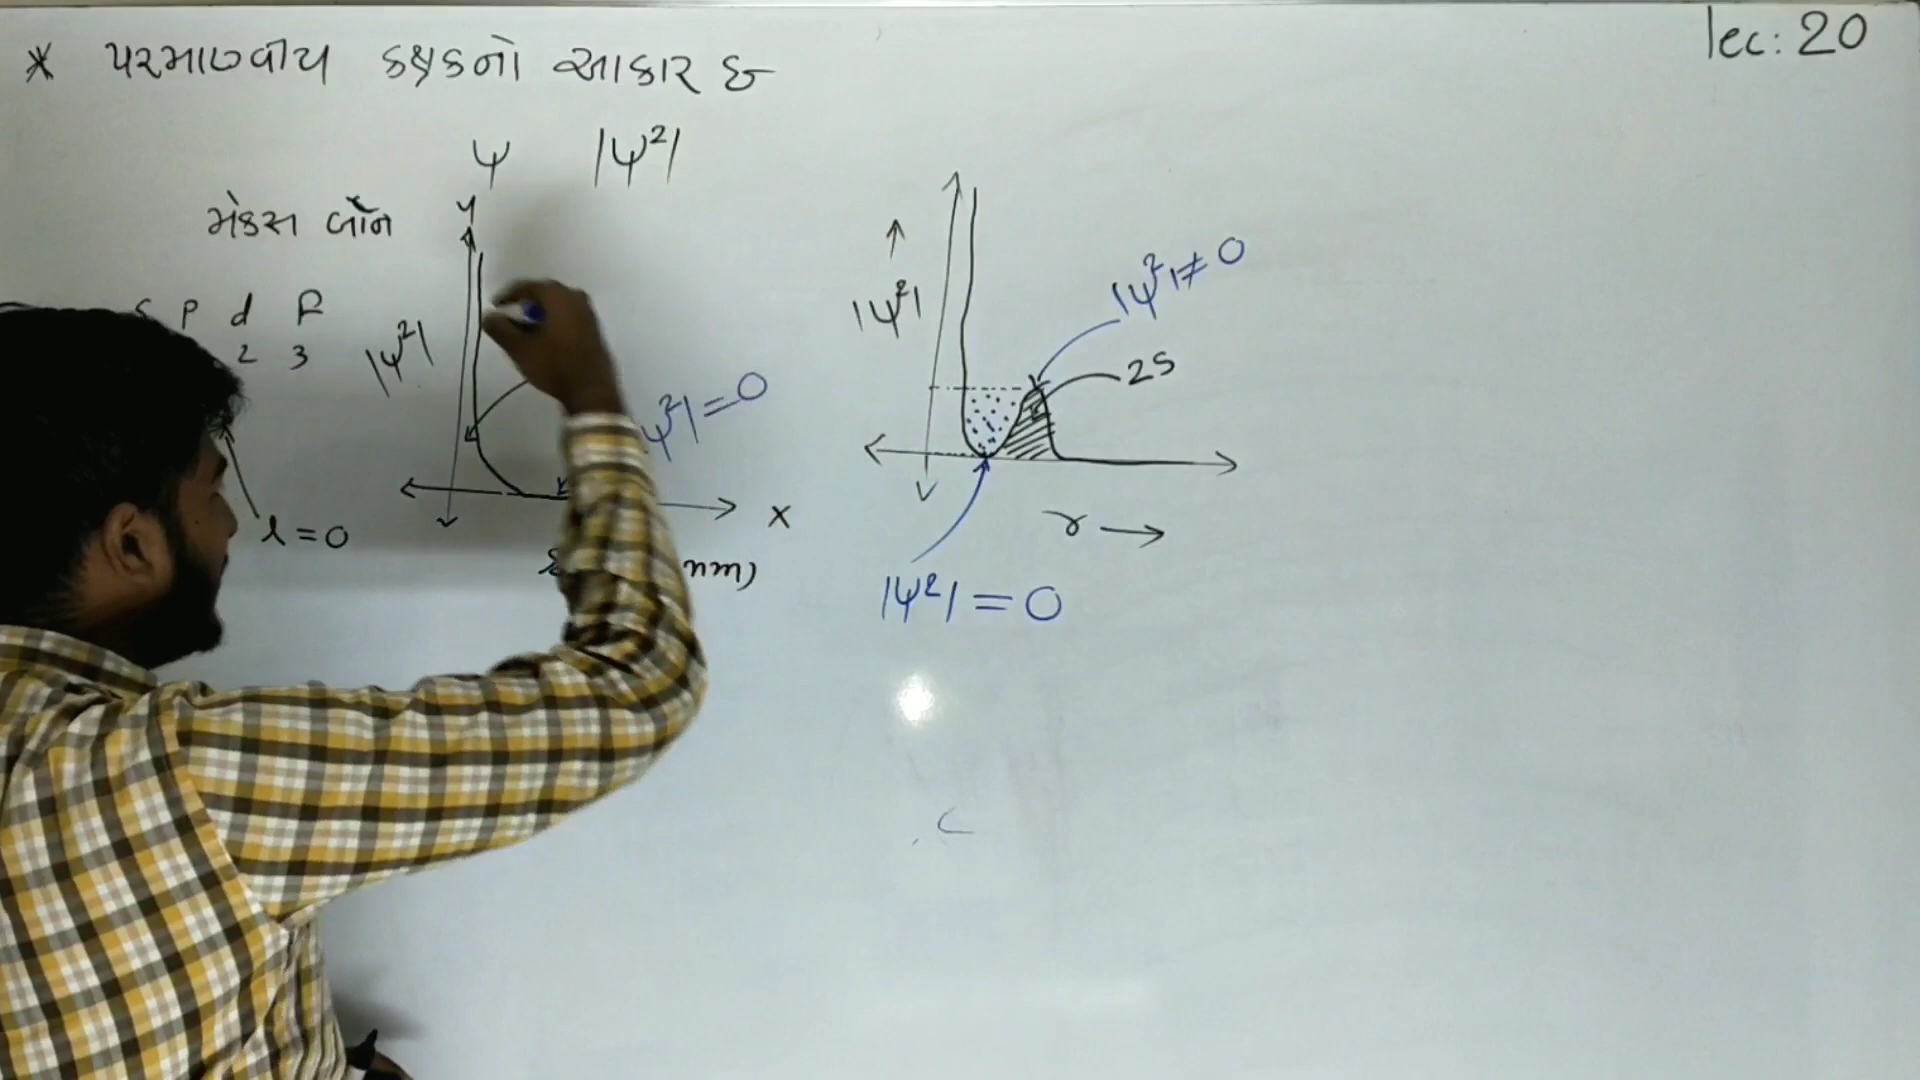 lec: 20
* પરમાણ્વીય કક્ષકનો આકાર છ
ψ |ψ²|
મેક્સ બોર્ન
y
s p d f
2 3
|ψ²|
ψ²|=0
l=0
x
nm)
|ψ²|
|ψ²|≠0
2S
r →
|ψ²| = 0